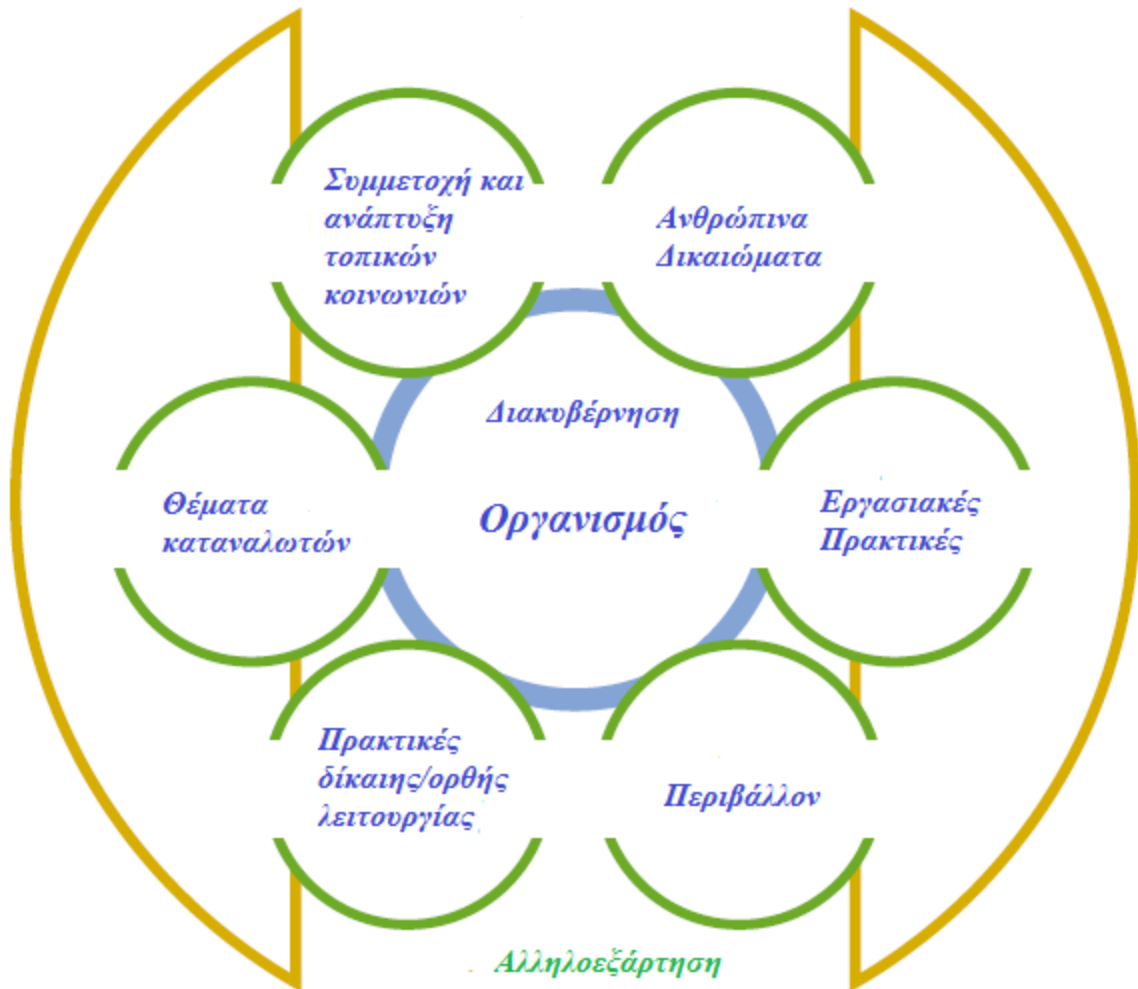 Συμμετοχή και
ανάπτυξη
τοπικών
κοινωνιών
Ανθρώπινα
Δικαιώματα
Διακυβέρνηση
Θέματα
καταναλωτών
Οργανισμός
Εργασιακές
Πρακτικές
Πρακτικές
δίκαιης/ορθής
λειτουργίας
Περιβάλλον
Αλληλοεξάρτηση